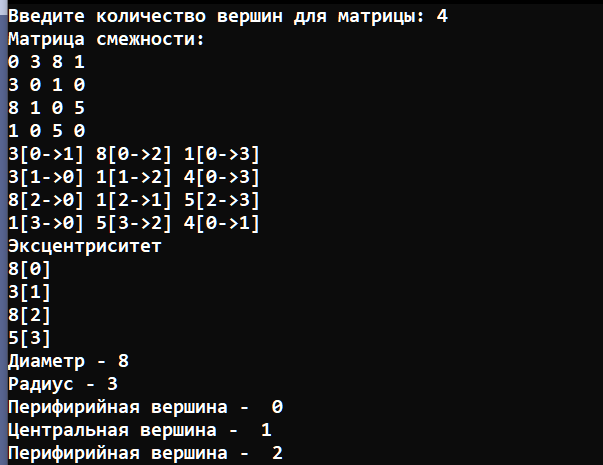 Введите количество вершин для матрицы: 4
Матрица смежности:
0 3 8 1
3 0 1 0
8 1 0 5
1 0 5 0
3[0->1] 8[0->2] 1[0->3]
3[1->0] 1[1->2] 4[0->3]
8[2->0] 1[2->1] 5[2->3]
1[3->0] 5[3->2] 4[0->1]
Эксцентриситет
8[0]
3[1]
8[2]
5[3]
Диаметр - 8
Радиус - 3
Перифирийная вершина -  0
Центральная вершина -  1
Перифирийная вершина -  2